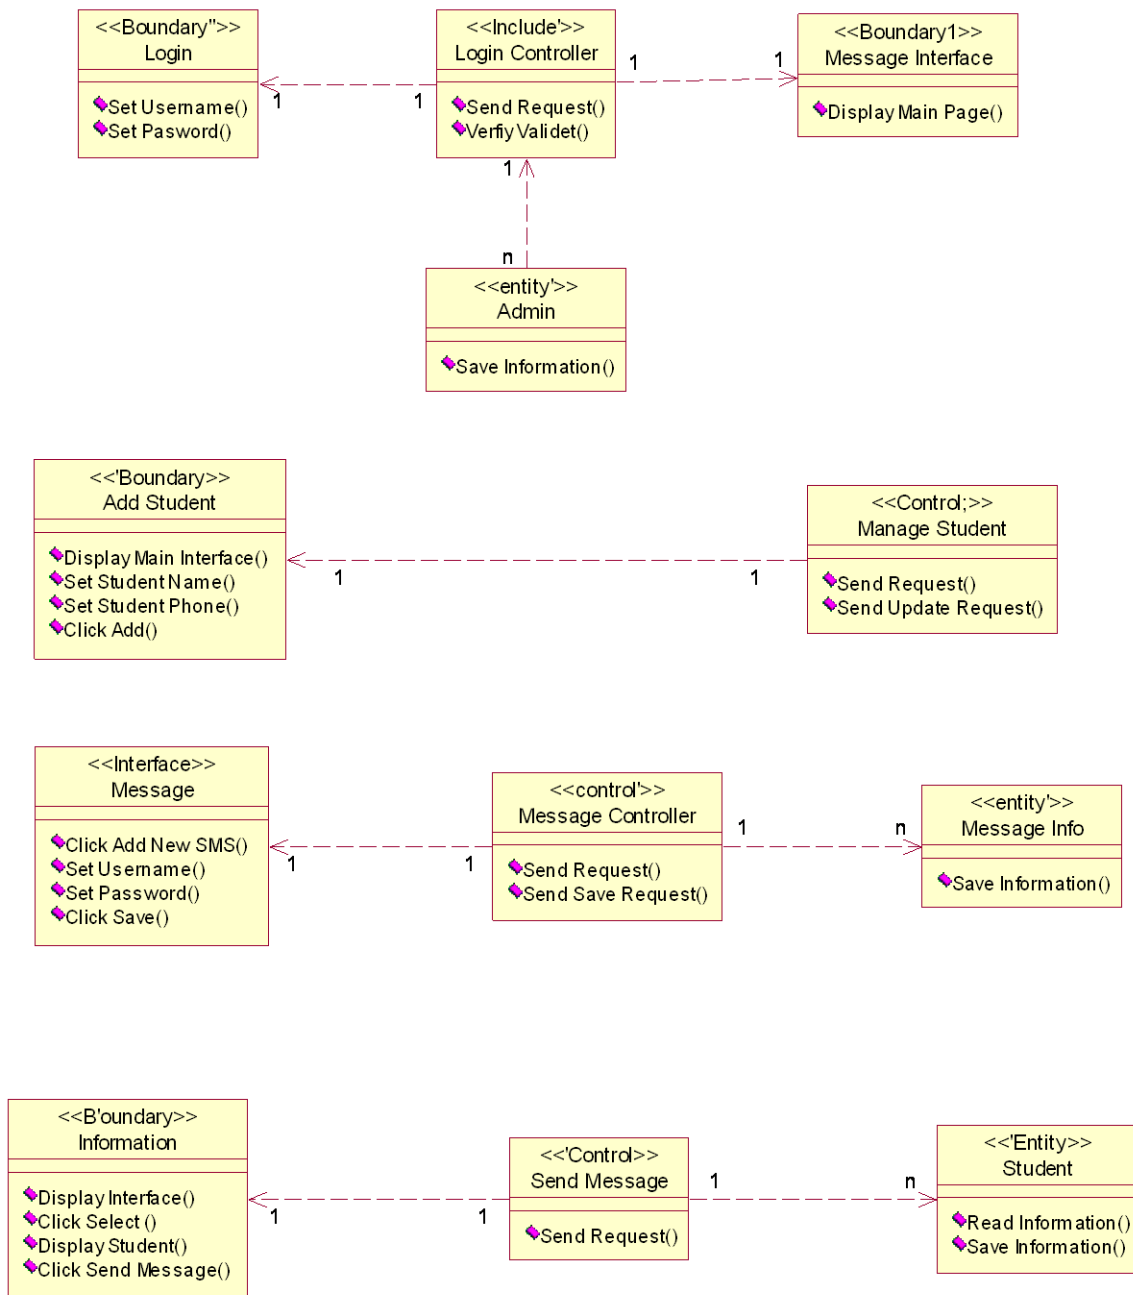 <<Boundary">>
Login
Set Username()
Set Pasword()
<<Include'>>
Login Controller
Send Request()
Verfiy Validet()
<<Boundary1>>
Message Interface
Display Main Page()
1
1
1
1
1
n
<<entity'>>
Admin
Save Information()
<<'Boundary>>
Add Student
Display Main Interface()
Set Student Name()
Set Student Phone()
Click Add()
1
1
<<Control;>>
Manage Student
Send Request()
Send Update Request()
<<Interface>>
Message
Click Add New SMS()
Set Username()
Set Password()
Click Save()
1
1
<<control'>>
Message Controller
Send Request()
Send Save Request()
1
n
<<entity'>>
Message Info
Save Information()
<<B'oundary>>
Information
Display Interface()
Click Select ()
Display Student()
Click Send Message()
1
1
<<'Control>>
Send Message
Send Request()
1
n
<<'Entity>>
Student
Read Information()
Save Information()